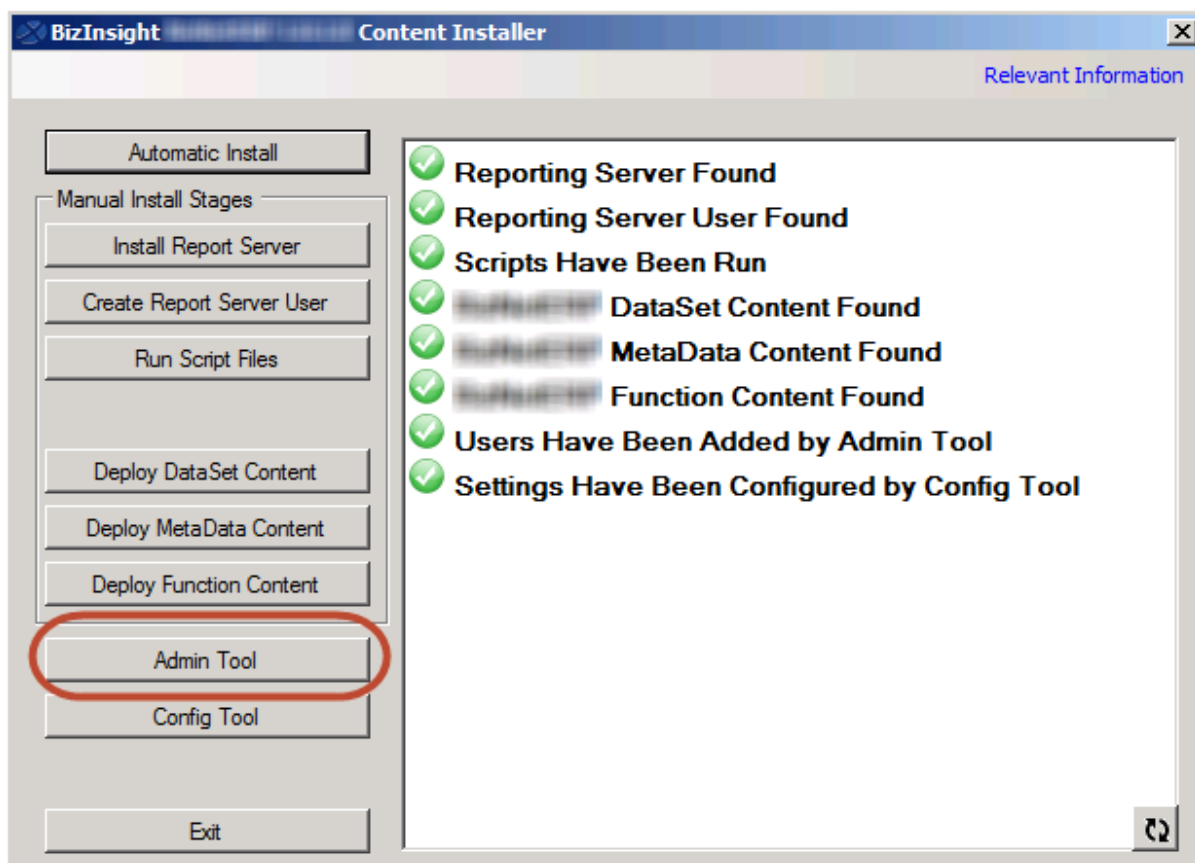 BizInsight Content Installer
Relevant Information
Automatic Install
Manual Install Stages
Install Report Server
Create Report Server User
Run Script Files
Deploy DataSet Content
Deploy MetaData Content
Deploy Function Content
Admin Tool
Config Tool
Exit
Reporting Server Found
Reporting Server User Found
Scripts Have Been Run
DataSet Content Found
MetaData Content Found
Function Content Found
Users Have Been Added by Admin Tool
Settings Have Been Configured by Config Tool